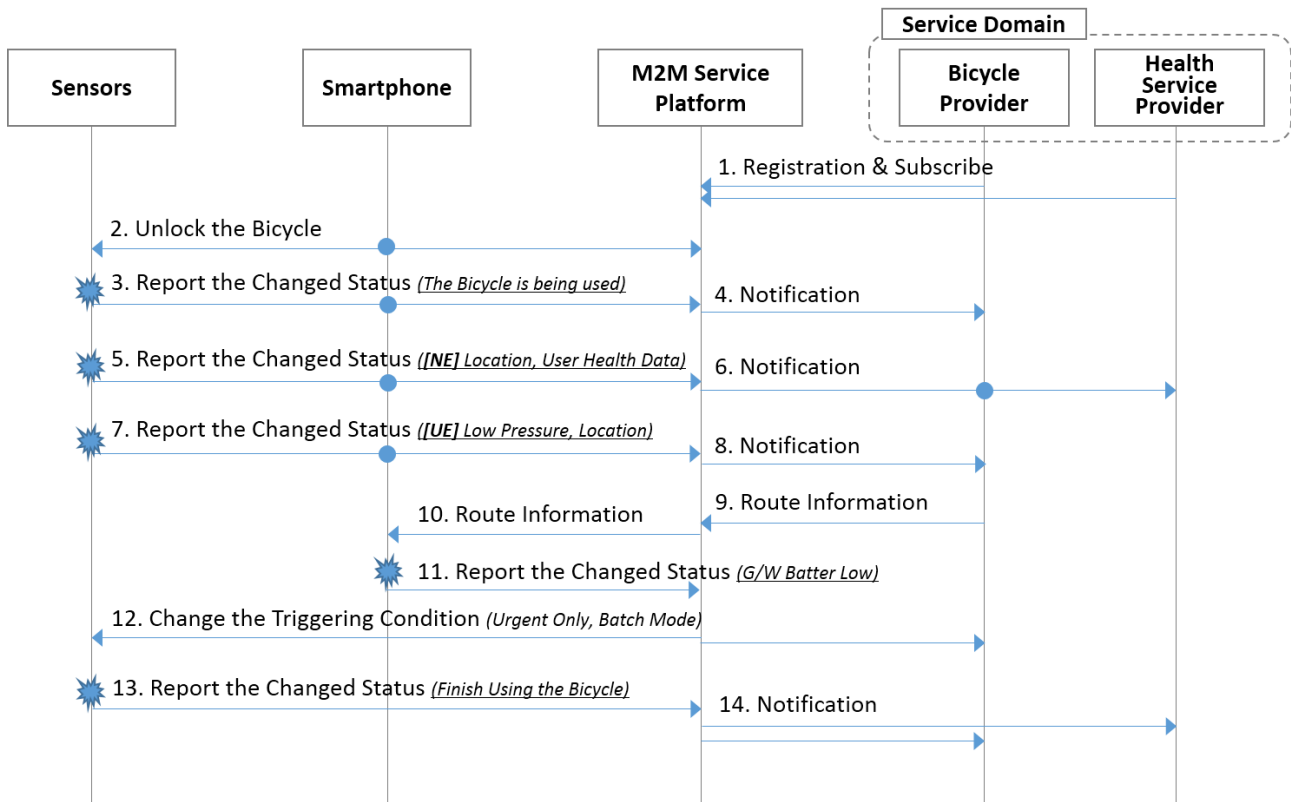 Service Domain
Sensors
Smartphone
M2M Service
Platform
Bicycle
Provider
Health
Service
Provider
1. Registration & Subscribe
2. Unlock the Bicycle
3. Report the Changed Status (The Bicycle is being used)
4. Notification
5. Report the Changed Status ([NE] Location, User Health Data)
6. Notification
7. Report the Changed Status ([UE] Low Pressure, Location)
8. Notification
9. Route Information
10. Route Information
11. Report the Changed Status (G/W Batter Low)
12. Change the Triggering Condition (Urgent Only, Batch Mode)
13. Report the Changed Status (Finish Using the Bicycle)
14. Notification